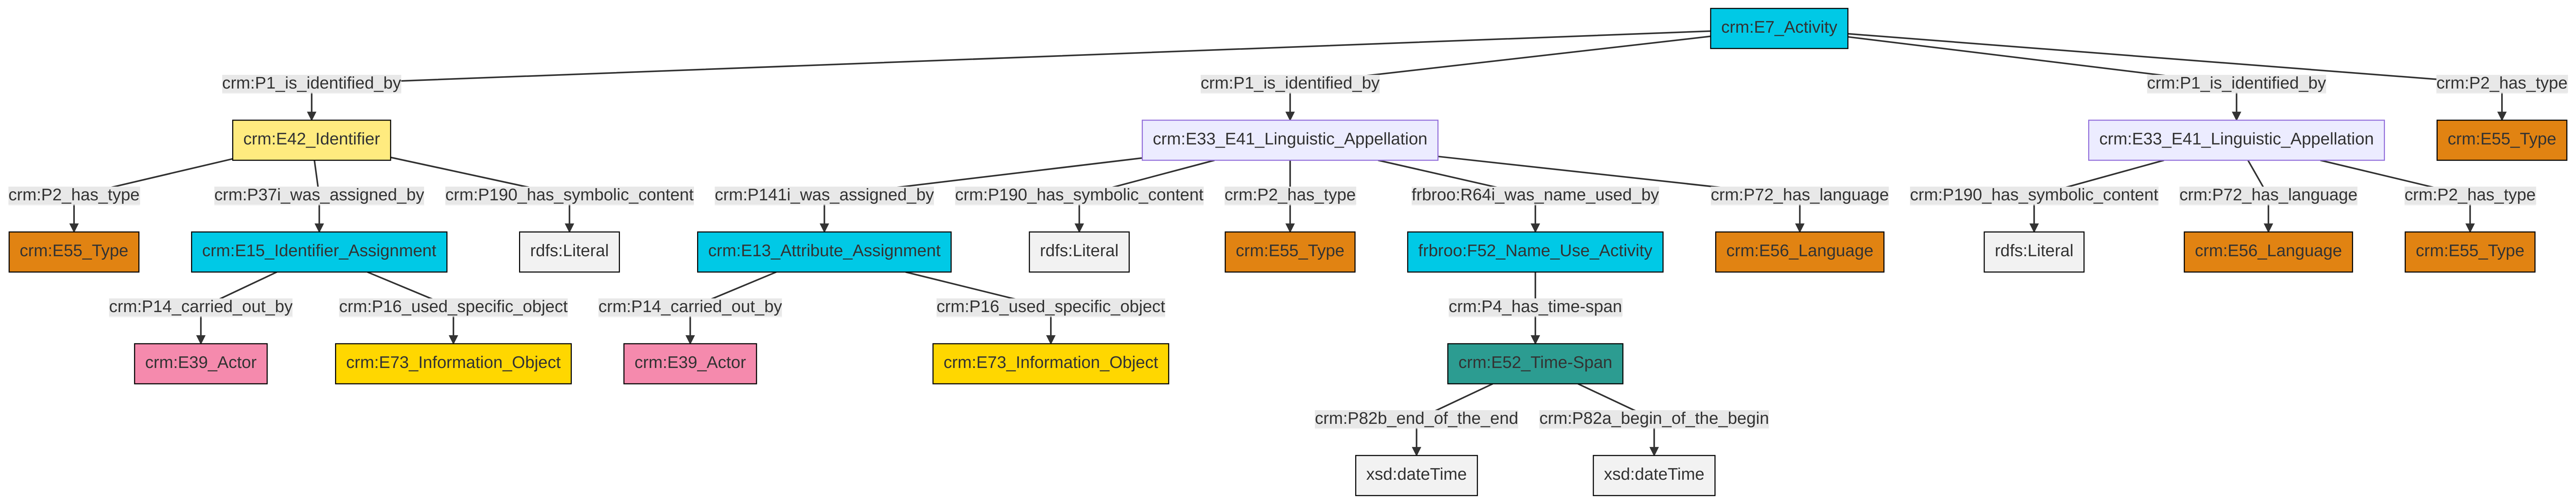 crm:E7_Activity
crm:P1_is_identified_by
crm:P1_is_identified_by
crm:P1_is_identified_by
crm:P2_has_type
crm:E42_Identifier
crm:E33_E41_Linguistic_Appellation
crm:E33_E41_Linguistic_Appellation
crm:E55_Type
crm:P2_has_type
crm:P37i_was_assigned_by
crm:P190_has_symbolic_content
crm:P141i_was_assigned_by
crm:P190_has_symbolic_content
crm:P2_has_type
frbroo:R64i_was_name_used_by
crm:P72_has_language
crm:P190_has_symbolic_content
crm:P72_has_language
crm:P2_has_type
crm:E55_Type
crm:E15_Identifier_Assignment
rdfs:Literal
crm:E13_Attribute_Assignment
rdfs:Literal
crm:E55_Type
frbroo:F52_Name_Use_Activity
crm:E56_Language
rdfs:Literal
crm:E56_Language
crm:E55_Type
crm:P14_carried_out_by
crm:P16_used_specific_object
crm:P14_carried_out_by
crm:P16_used_specific_object
crm:P4_has_time-span
crm:E39_Actor
crm:E73_Information_Object
crm:E39_Actor
crm:E73_Information_Object
crm:E52_Time-Span
crm:P82b_end_of_the_end
crm:P82a_begin_of_the_begin
xsd:dateTime
xsd:dateTime